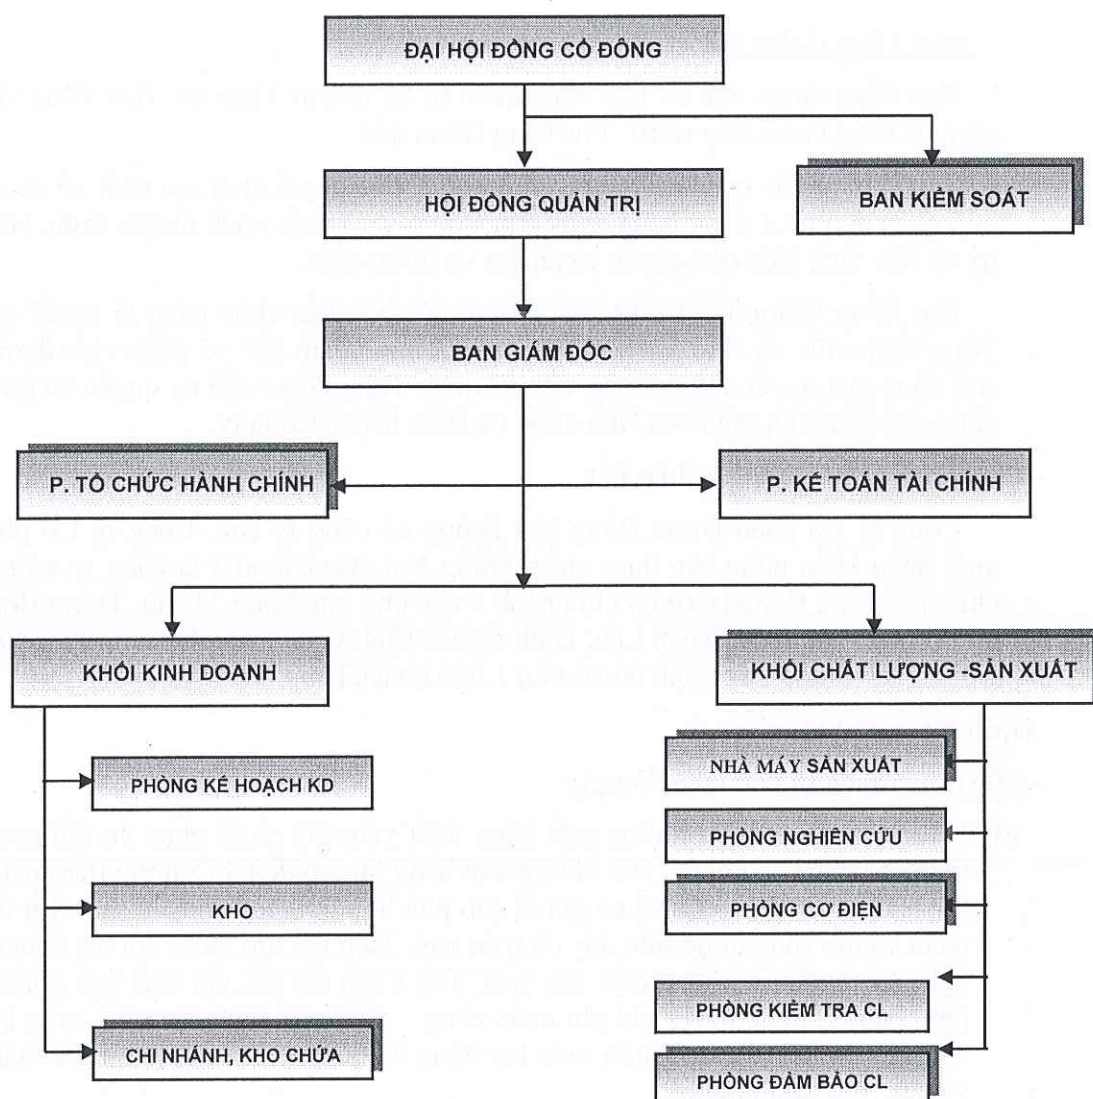 ĐẠI HỘI ĐỒNG CỔ ĐÔNG
HỘI ĐỒNG QUẢN TRỊ
BAN KIỂM SOÁT
BAN GIÁM ĐỐC
P. TỔ CHỨC HÀNH CHÍNH
P. KẾ TOÁN TÀI CHÍNH
KHỐI KINH DOANH
KHỐI CHẤT LƯỢNG -SẢN XUẤT
PHÒNG KẾ HOẠCH KD
KHO
CHI NHÁNH, KHO CHỨA
NHÀ MÁY SẢN XUẤT
PHÒNG NGHIÊN CỨU
PHÒNG CƠ ĐIỆN
PHÒNG KIỂM TRA CL
PHÒNG ĐẢM BẢO CL